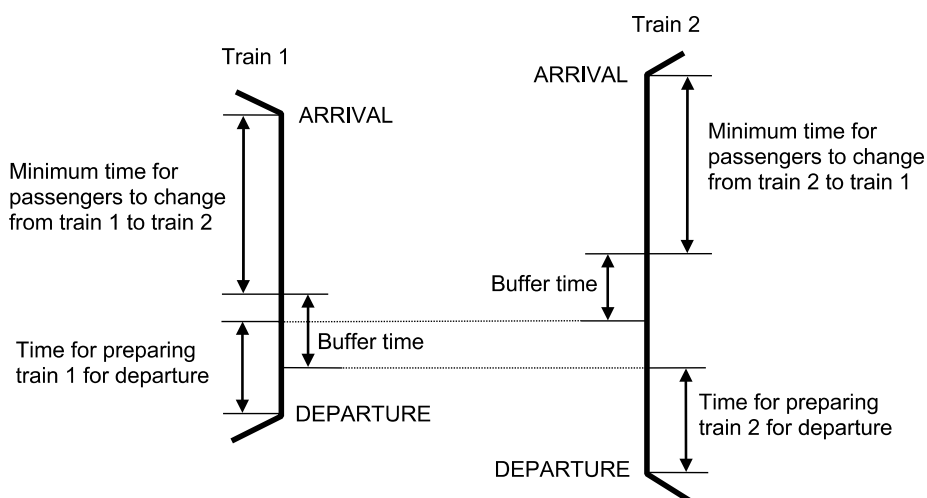 Train 1
Train 2
ARRIVAL
ARRIVAL
Minimum time for
passengers to change
from train 1 to train 2
Minimum time for
passengers to change
from train 2 to train 1
Buffer time
Buffer time
Time for preparing
train 1 for departure
DEPARTURE
Time for preparing
train 2 for departure
DEPARTURE